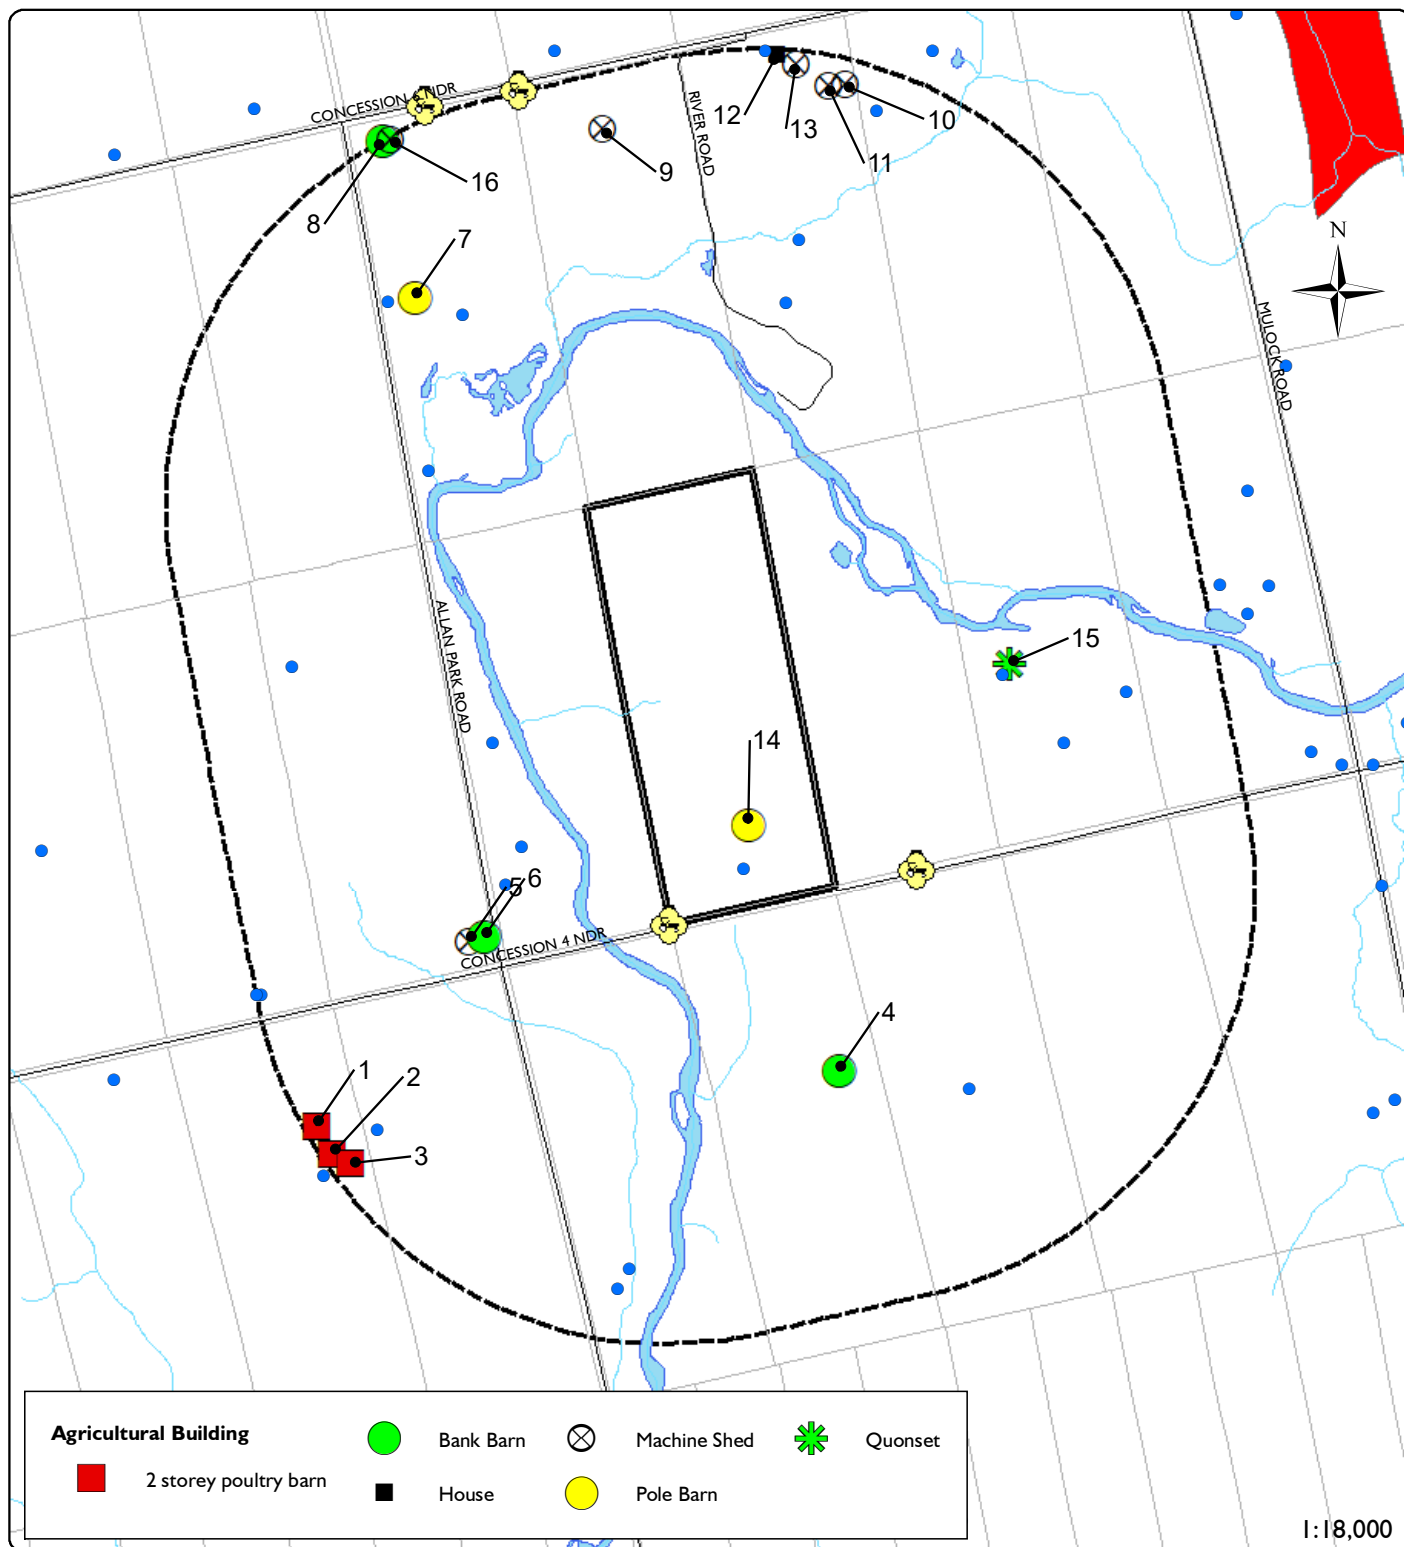 CONCESSION 6 NDR
RIVER ROAD
12
13
10
11
9
16
8
7
N
MULOCK ROAD
ALLAN PARK ROAD
15
14
5
6
CONCESSION 4 NDR
4
1
2
3
Agricultural Building
2 storey poultry barn
Bank Barn
House
Machine Shed
Pole Barn
Quonset
1:18,000